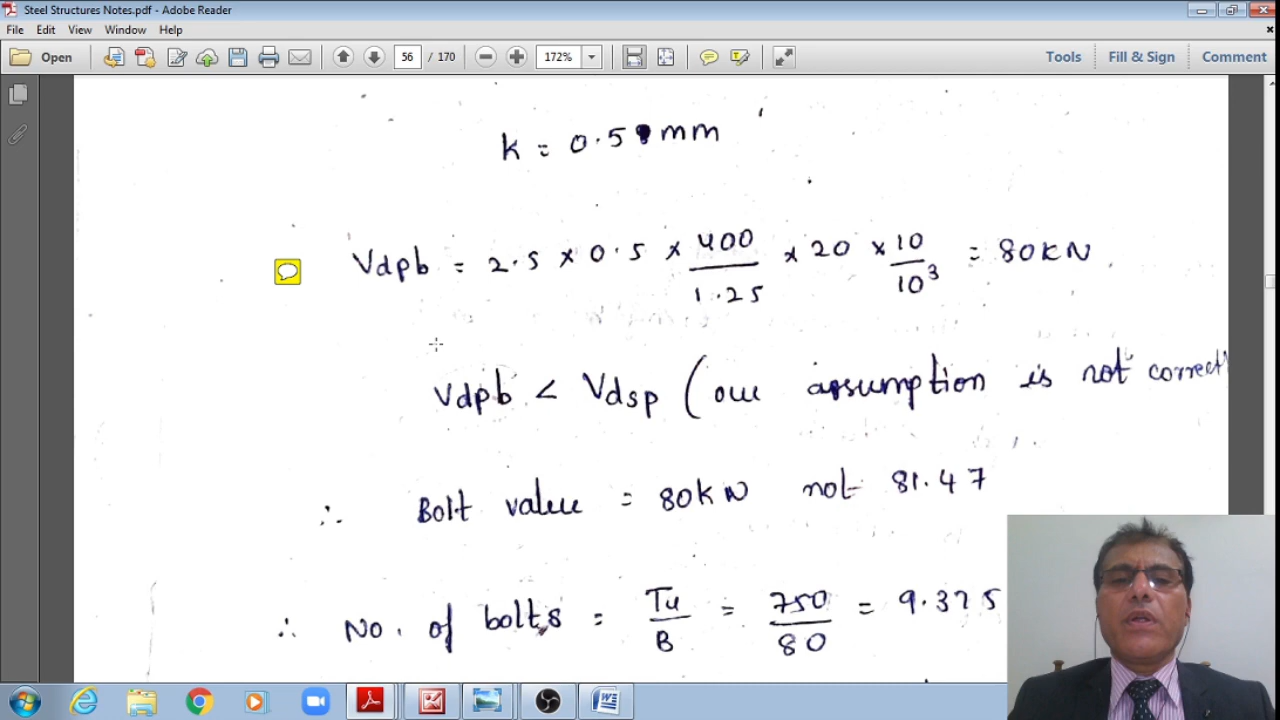 Steel Structures Notes.pdf - Adobe Reader
File Edit View Window Help
Open 56 / 170 172% Tools Fill & Sign Comment
k = 0.5 mm
Vdpb = 2.5 x 0.5 x 400/1.25 x 20 x 10/10³ = 80KN
Vdpb < Vdsp (our assumption is not correct
∴ Bolt value = 80KN not 81.47
∴ No. of bolts = Tu/B = 750/80 = 9.375